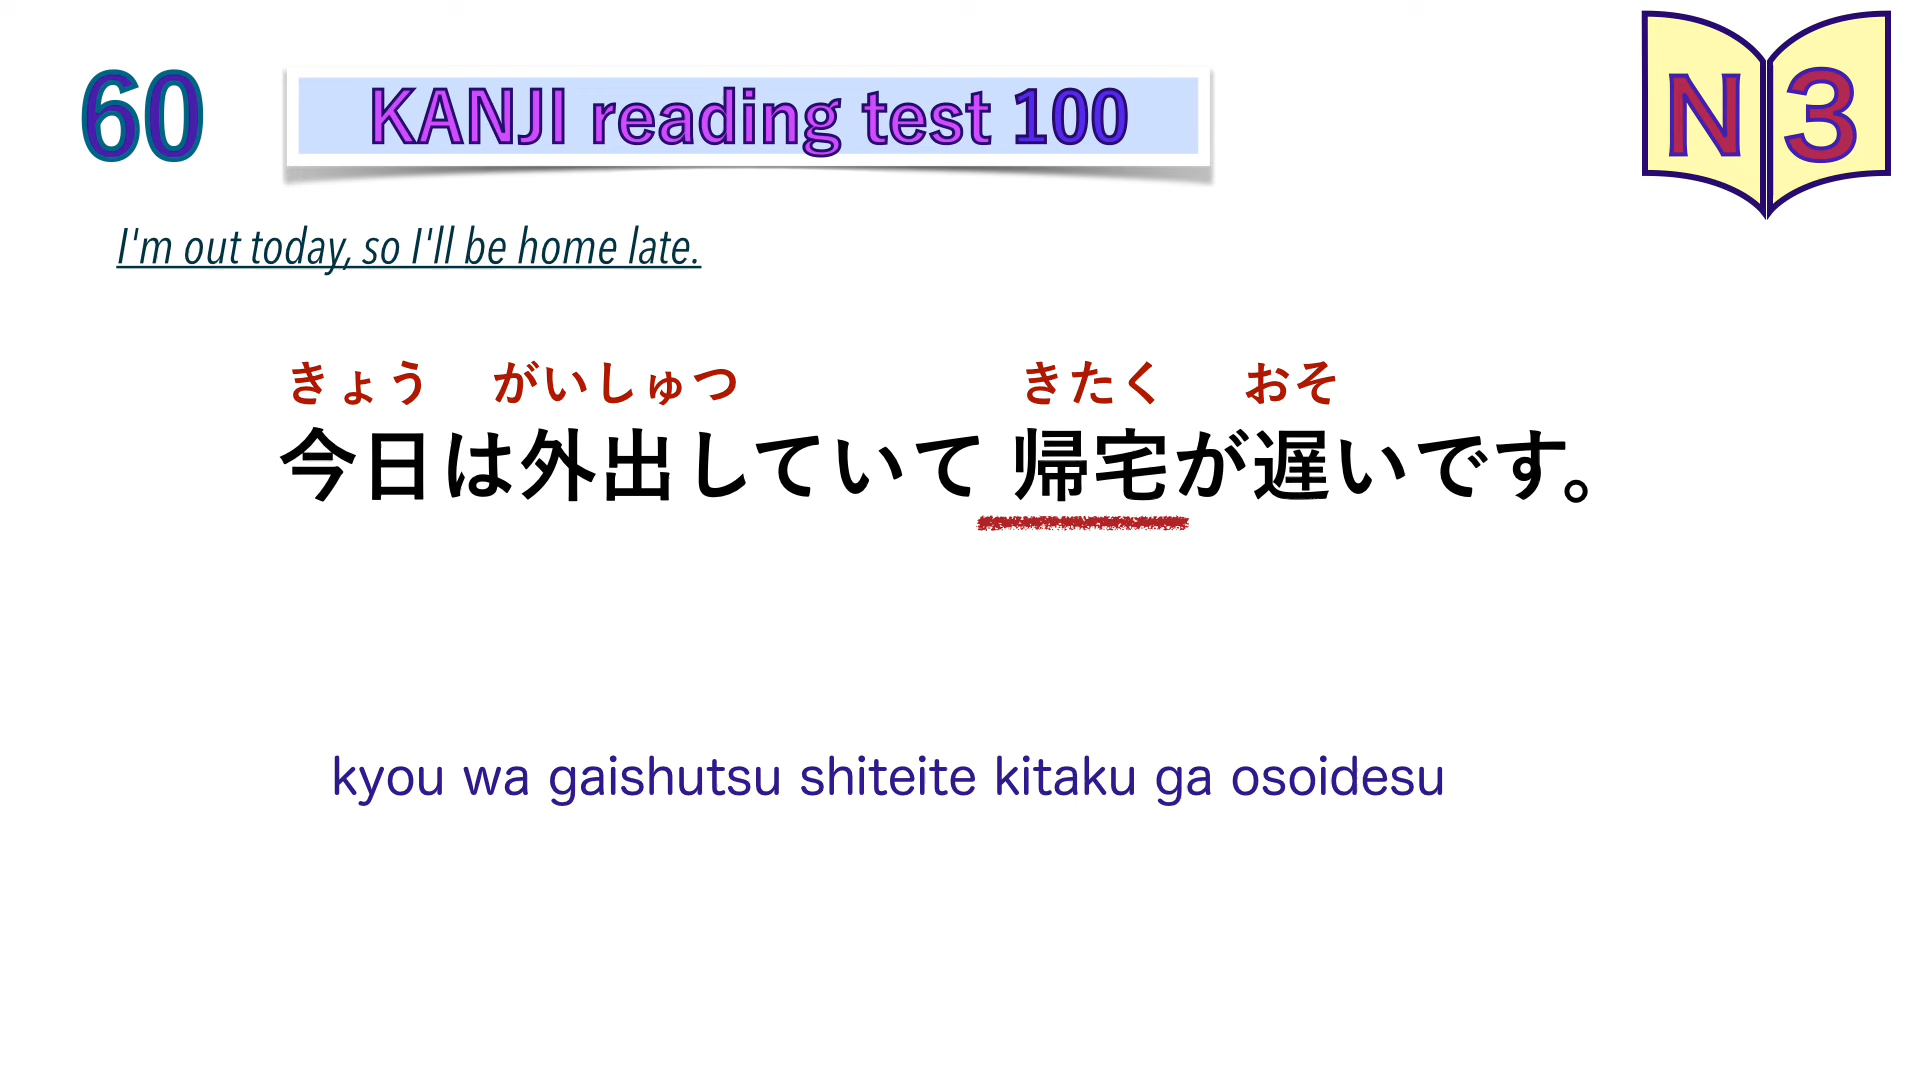 60
KANJI reading test 100
N3
I'm out today, so I'll be home late.
きょう がいしゅつ きたく おそ
今日は外出していて 帰宅が遅いです。
kyou wa gaishutsu shiteite kitaku ga osoidesu